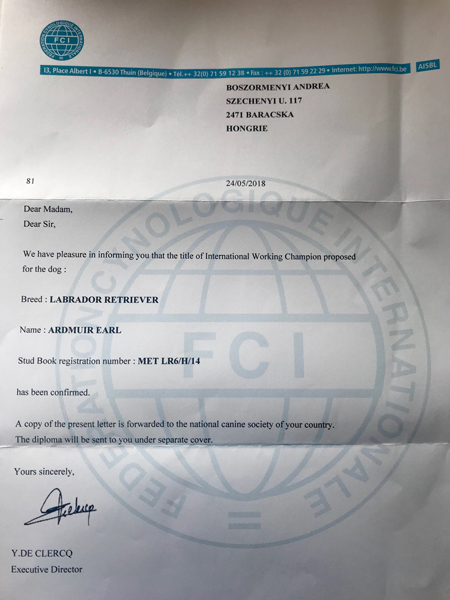 FCI
13, Place Albert I • B-6530 Thuin (Belgique) • Tél.++ 32(0) 71 59 12 38 • Fax : ++ 32 (0) 71 59 22 29 • Internet: http://www.fci.be
AISBL
BOSZORMENYI ANDREA
SZECHENYI U. 117
2471 BARACSKA
HONGRIE
81
24/05/2018
Dear Madam,
Dear Sir,
We have pleasure in informing you that the title of International Working Champion proposed
for the dog :
Breed : LABRADOR RETRIEVER
Name : ARDMUIR EARL
Stud Book registration number : MET LR6/H/14
has been confirmed.
A copy of the present letter is forwarded to the national canine society of your country.
The diploma will be sent to you under separate cover.
Yours sincerely,
Y.DE CLERCQ
Executive Director
FEDERATION CYNOLOGIQUE INTERNATIONALE
FCI